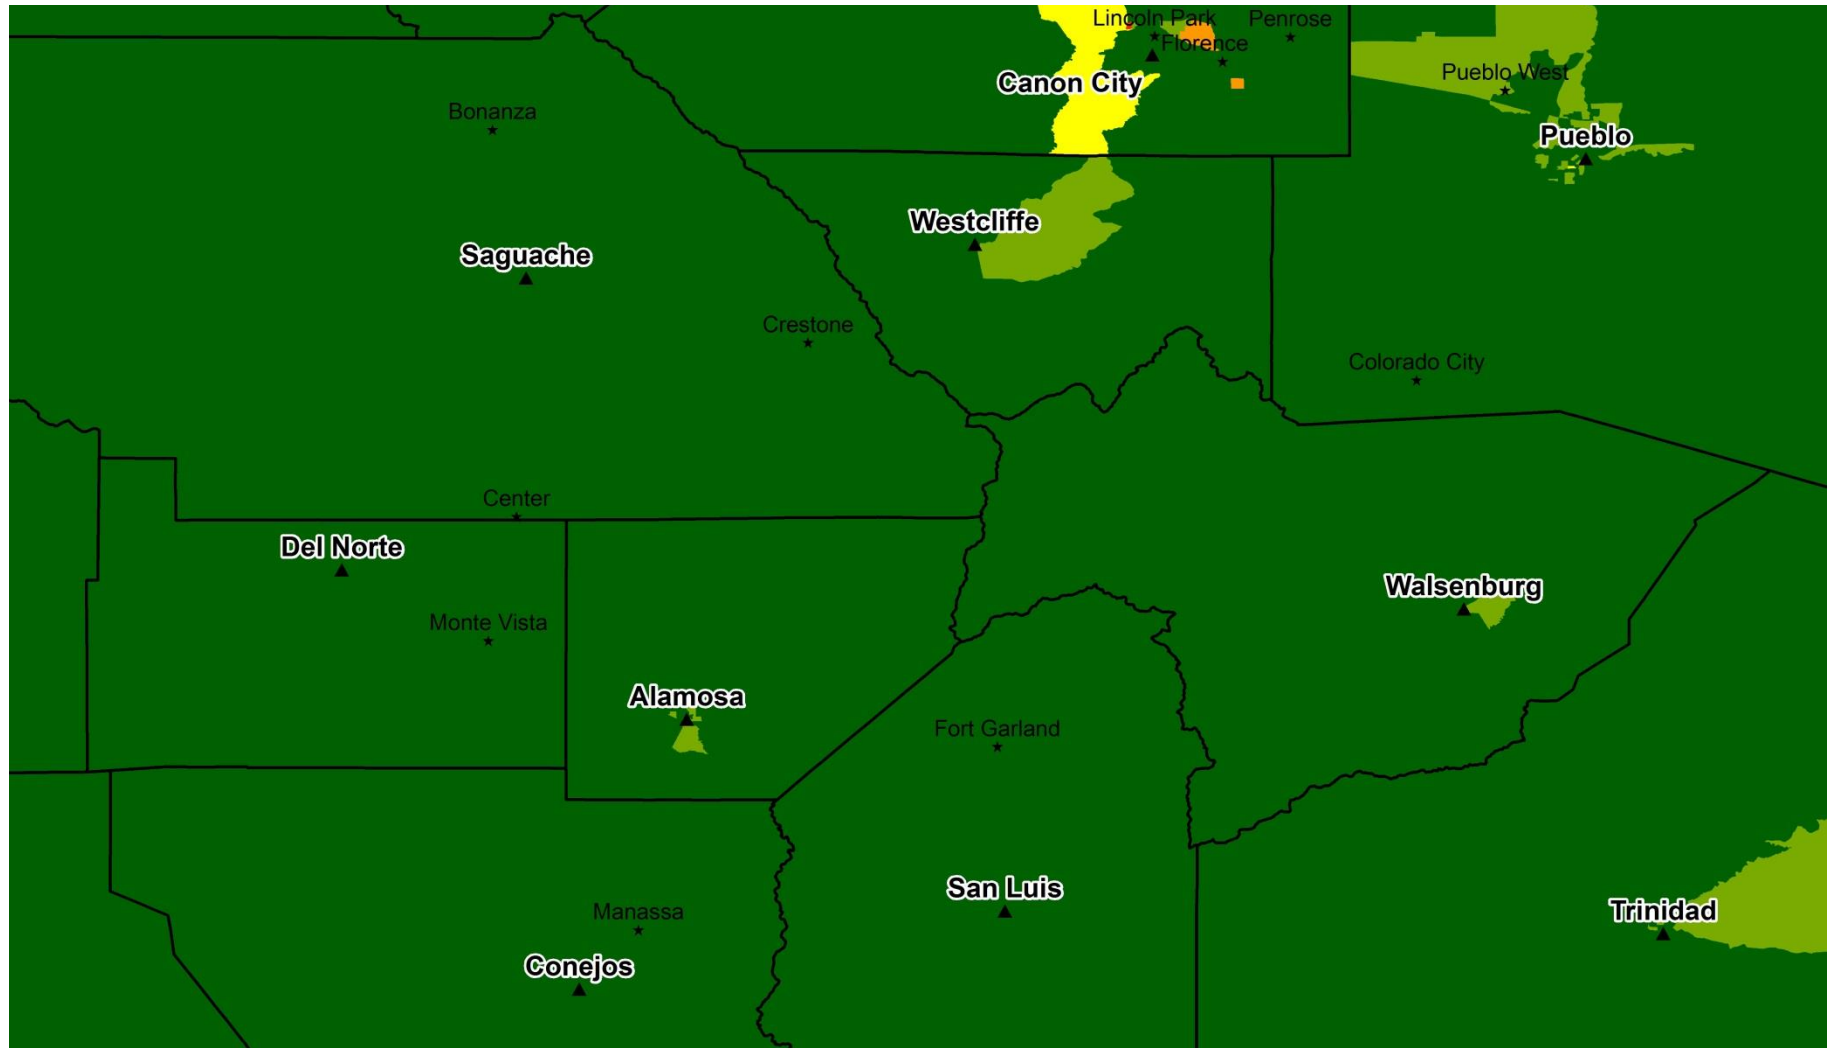 Lincoln Park
Penrose
Florence
Canon City
Pueblo West
Bonanza
Pueblo
Westcliffe
Saguache
Crestone
Colorado City
Center
Del Norte
Walsenburg
Monte Vista
Alamosa
Fort Garland
San Luis
Manassa
Trinidad
Conejos